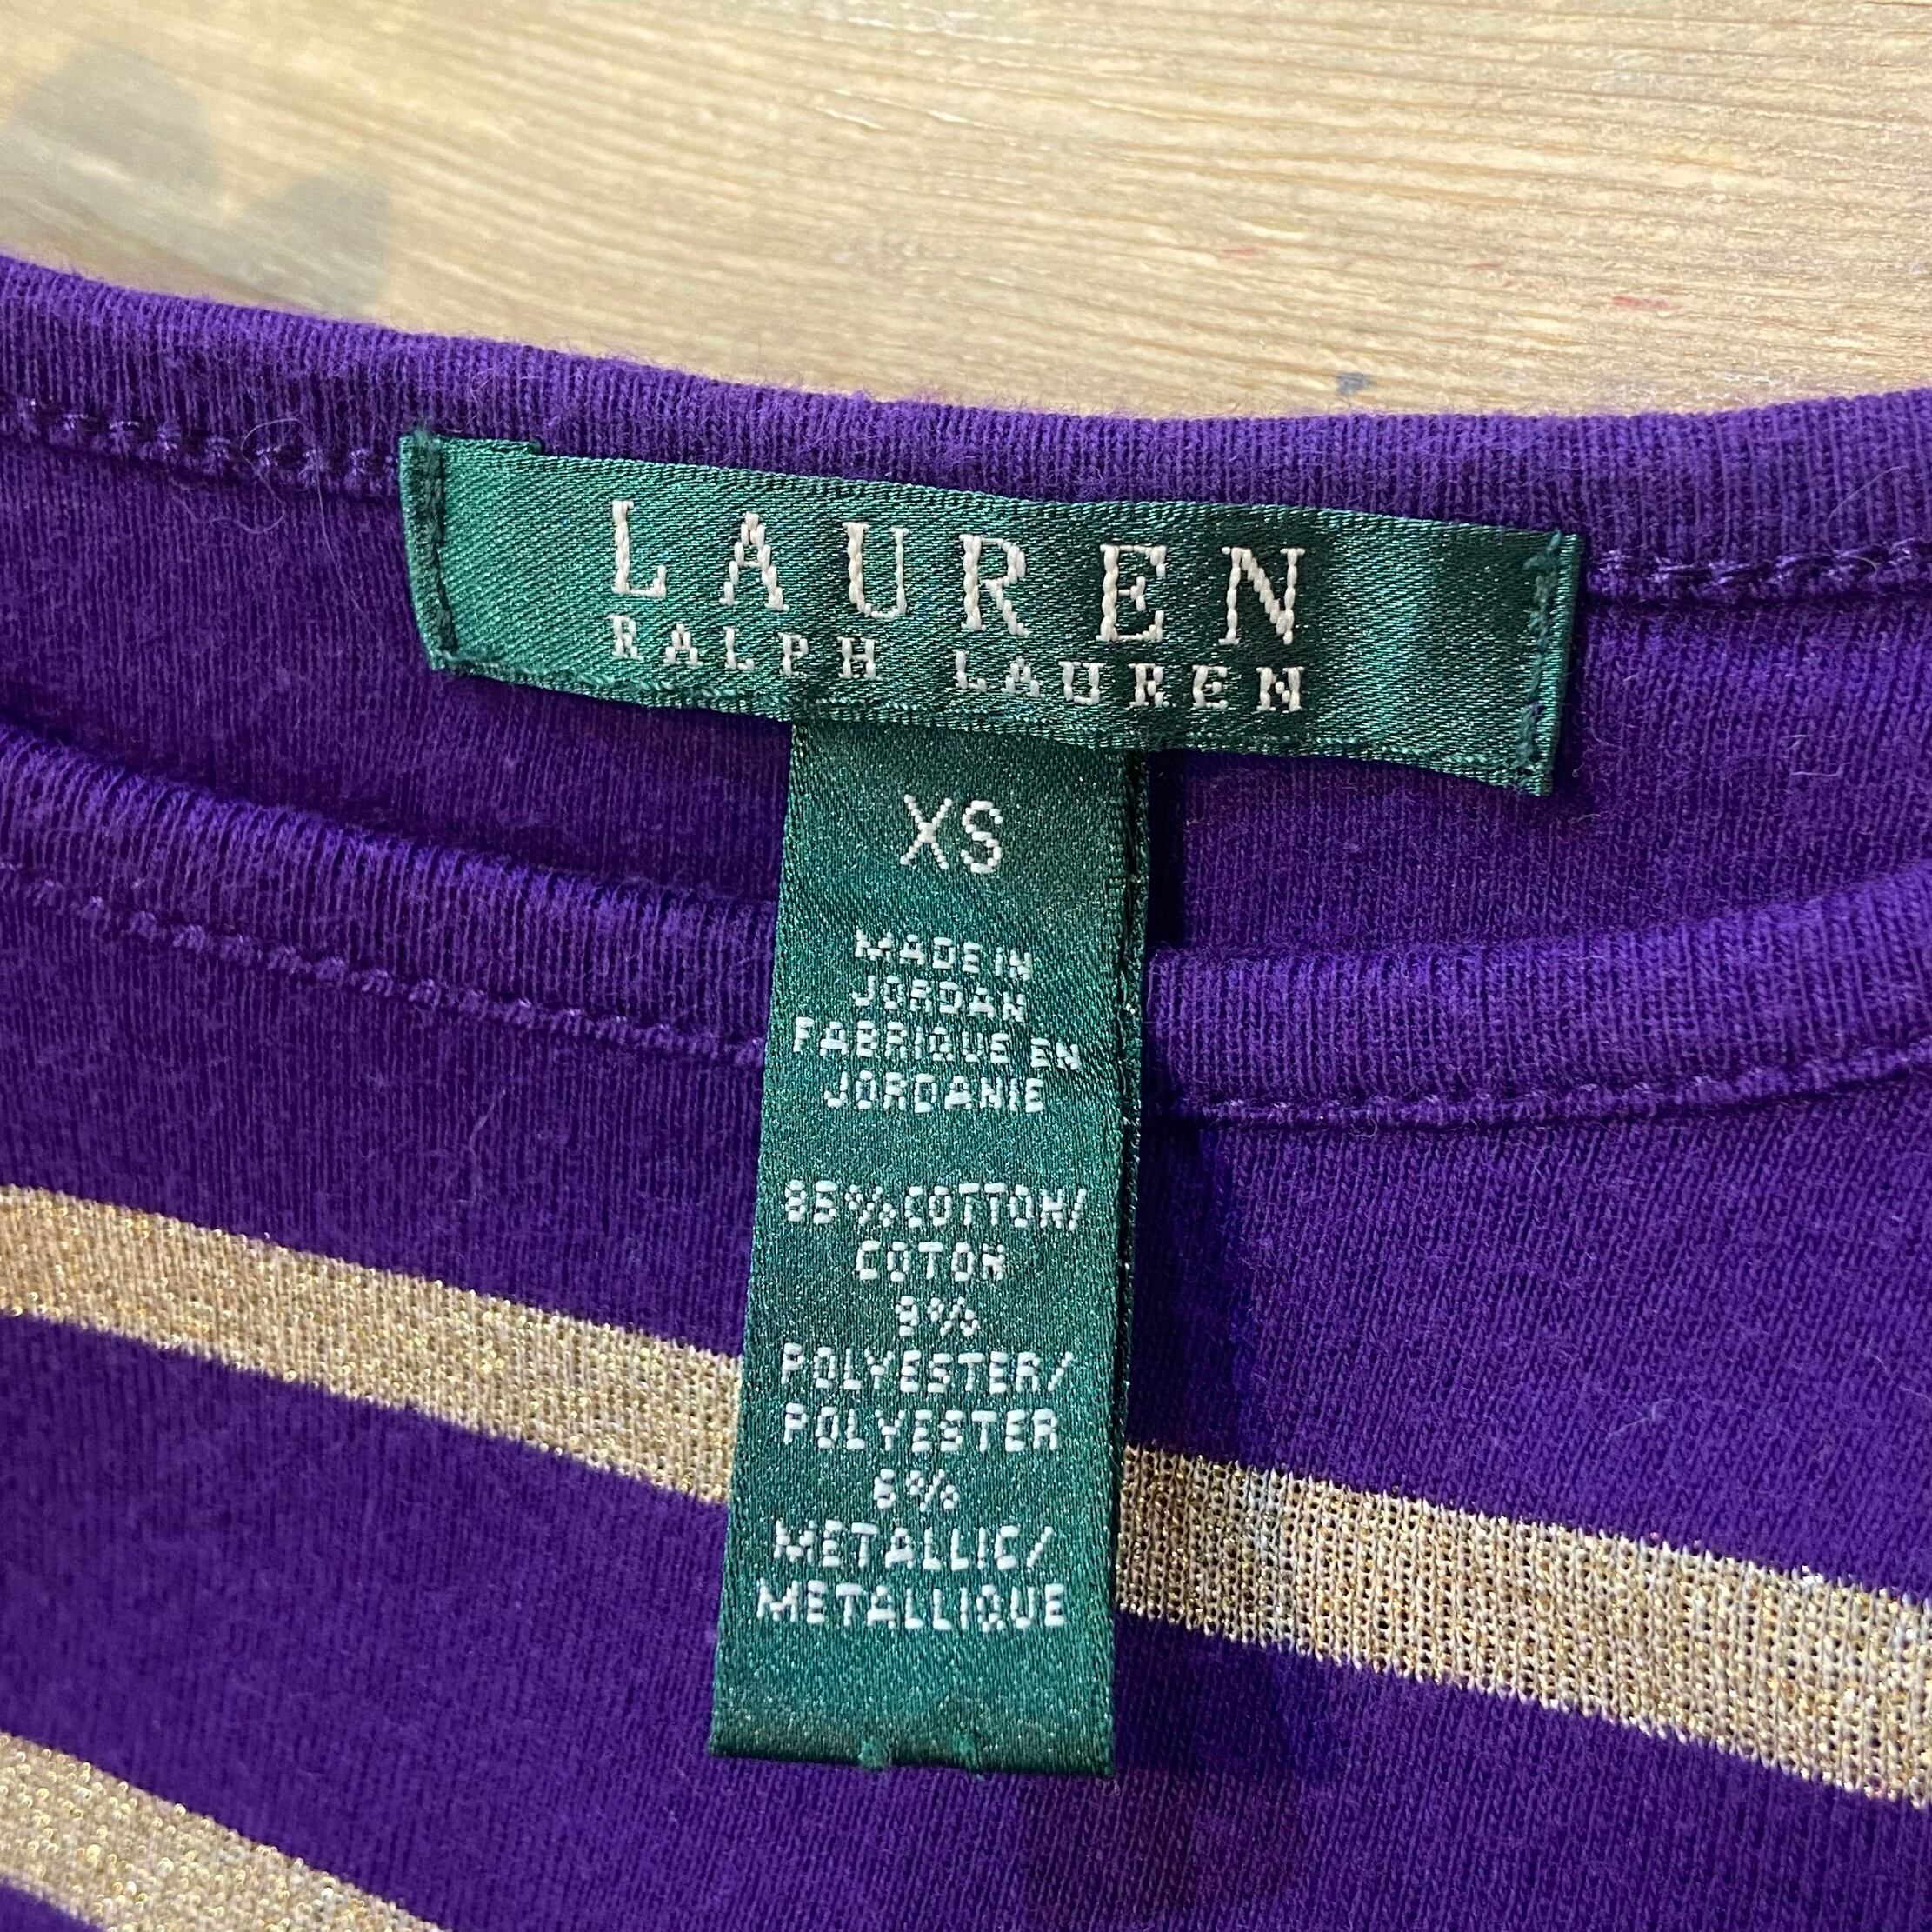 LAUREN
RALPH LAUREN
XS
MADE IN
JORDAN
FABRIQUE EN
JORDANIE
85%COTTON/
COTON
9%
POLYESTER/
POLYESTER
6%
METALLIC/
METALLIQUE